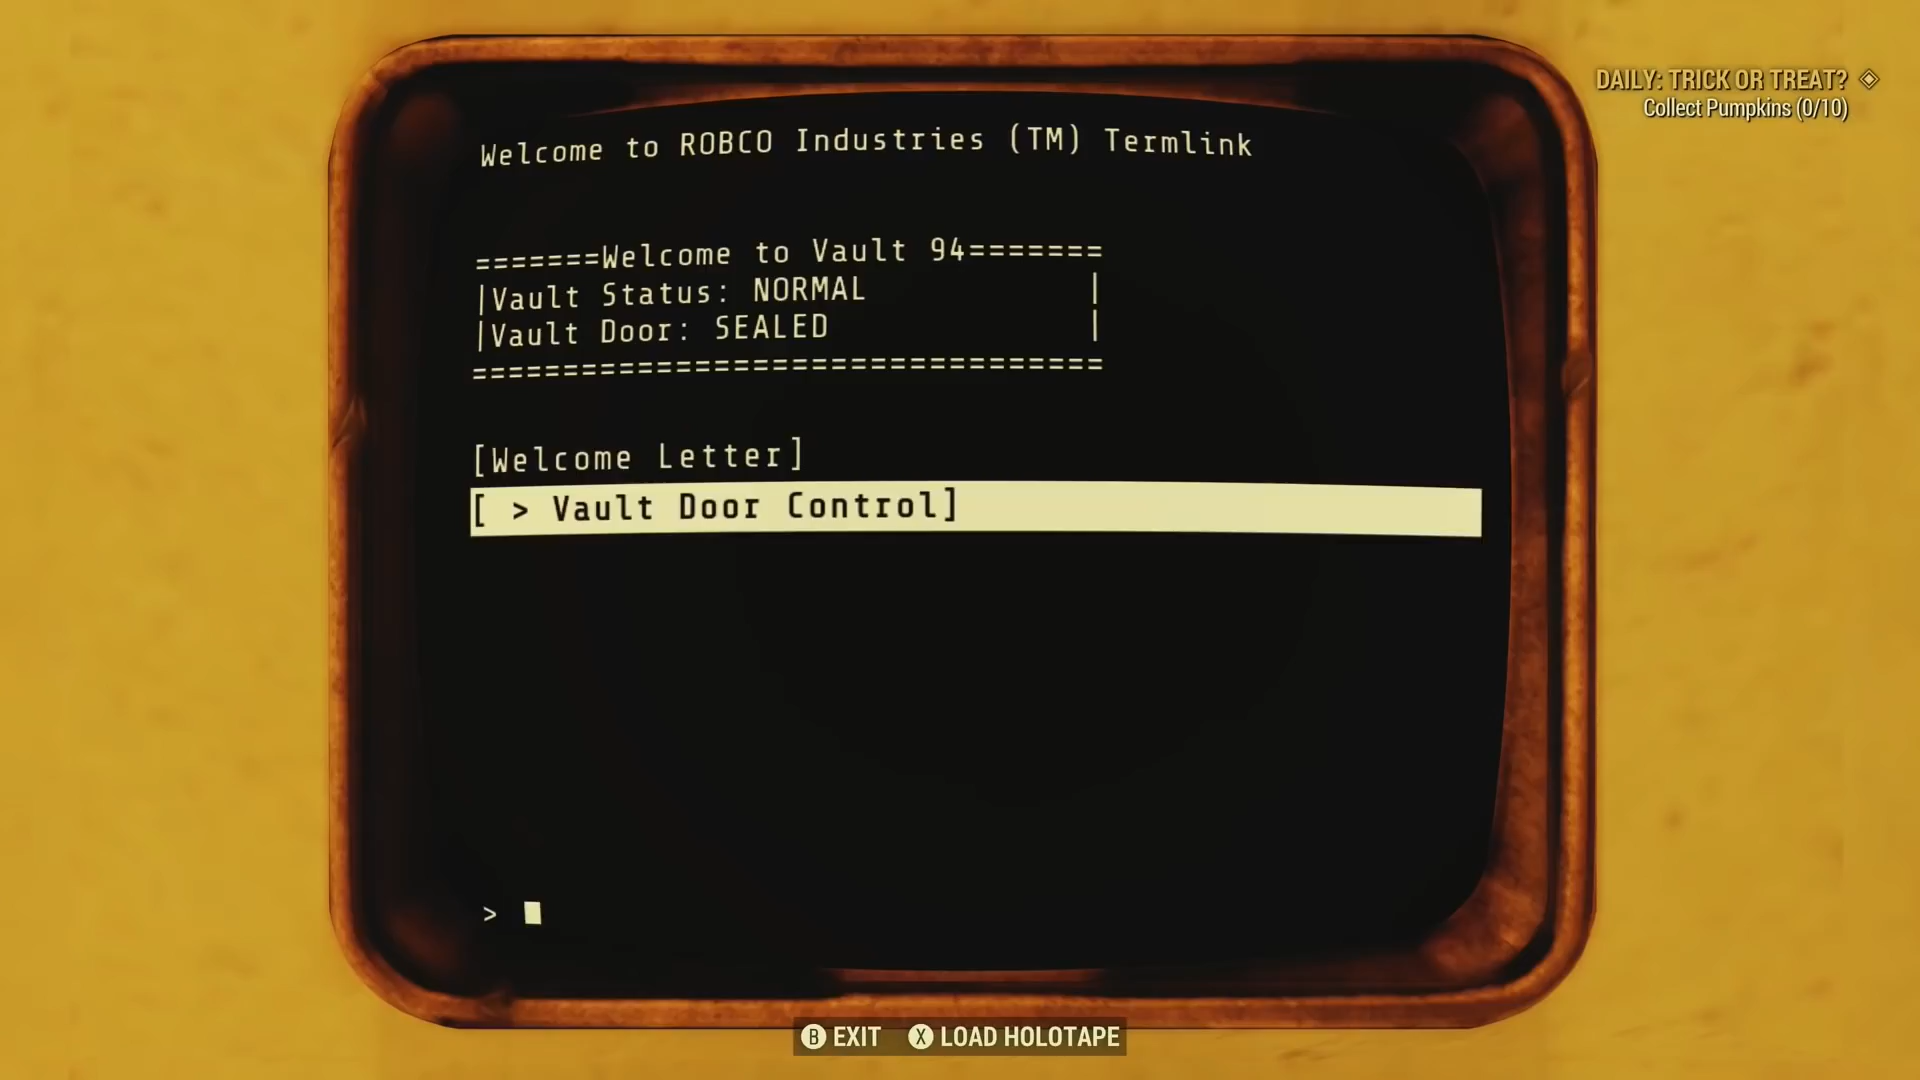 DAILY: TRICK OR TREAT?
Collect Pumpkins (0/10)
Welcome to ROBCO Industries (TM) Termlink
=======Welcome to Vault 94=======
|Vault Status: NORMAL |
|Vault Door: SEALED |
=================================
[Welcome Letter]
[ > Vault Door Control]
>
B EXIT X LOAD HOLOTAPE